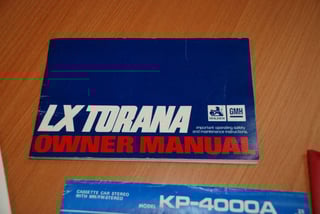 LX TORANA
HOLDEN
GMH
important operating safety
and maintenance instructions.
OWNER MANUAL
CASSETTE CAR STEREO
WITH MW/FM-STEREO
MODEL KP-4000A